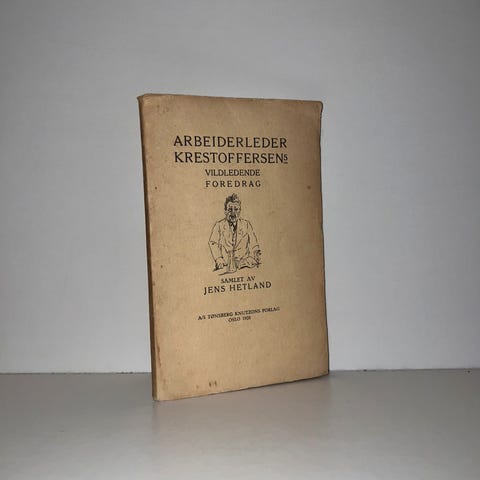 ARBEIDERLEDER
KRESTOFFERSENS
VILDLEDENDE
FOREDRAG
SAMLET AV
JENS HETLAND
A/S TØNSBERG KNUTZONS FORLAG
OSLO